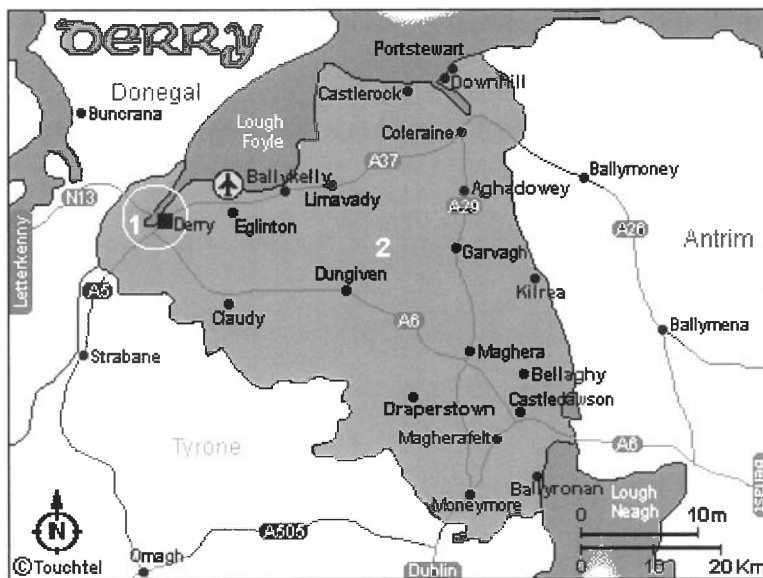 DERRY
Portstewart
Downhill
Castlerock
Donegal
Buncrana
Lough
Foyle
Coleraine
A37
Ballykelly
Limavady
Aghadowey
Ballymoney
N13
1
Derry
Eglinton
A29
2
A26
Antrim
Garvagh
Letterkenny
A5
Dungiven
Kilrea
Claudy
A6
Ballymena
Strabane
Maghera
Bellaghy
Draperstown
Castledawson
Tyrone
Magherafelt
A6
Ballyronan
Moneymore
Lough
Neagh
N
A505
0 10m
Omagh
©Touchtel
Dublin
0 10 20 Km